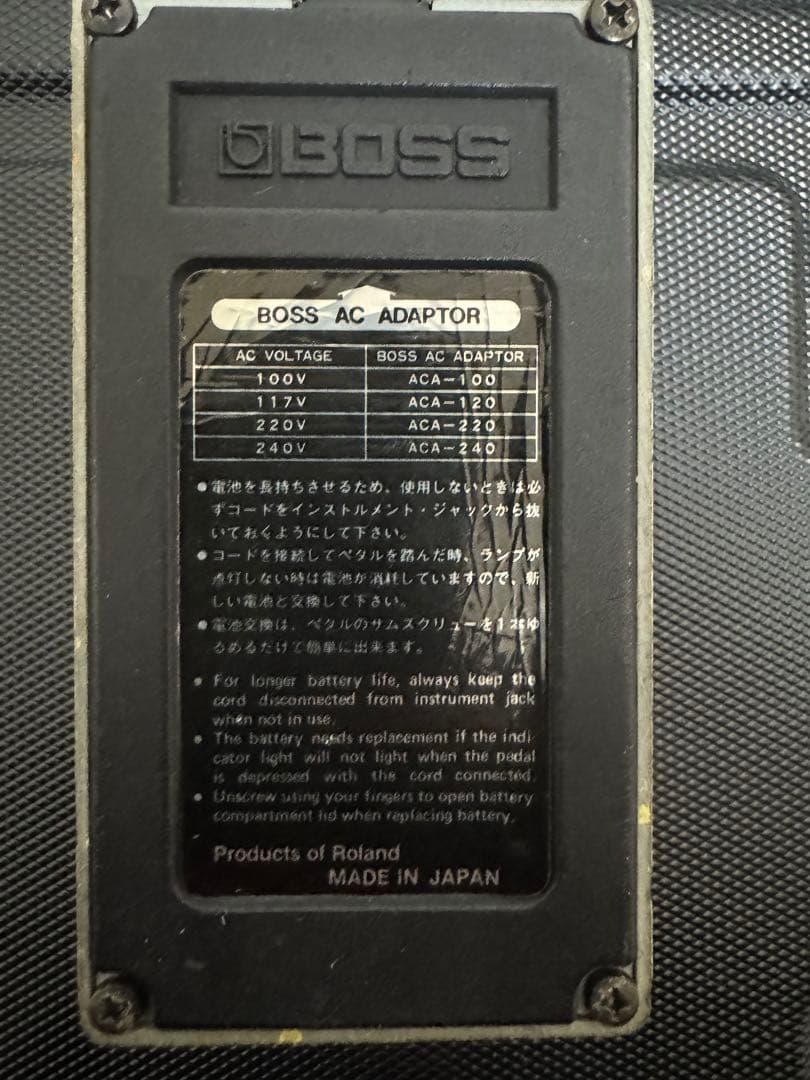 BOSS
BOSS AC ADAPTOR
AC VOLTAGE BOSS AC ADAPTOR
100V ACA-100
117V ACA-120
220V ACA-220
240V ACA-240
●電池を長持ちさせるため、使用しないときは必
ずコードをインストルメント・ジャックから抜
いておくようにして下さい。
●コードを接続してペタルを踏んだ時、ランプが
点灯しない時は電池が消耗していますので、新
しい電池と交換して下さい。
●電池交換は、ペタルのサムスクリューを1本ゆ
るめるだけで簡単に出来ます。
● For longer battery life, always keep the
cord disconnected from instrument jack
when not in use.
● The battery needs replacement if the indi-
cator light will not light when the pedal
is depressed with the cord connected.
● Unscrew using your fingers to open battery
compartment lid when replacing battery.
Products of Roland
MADE IN JAPAN